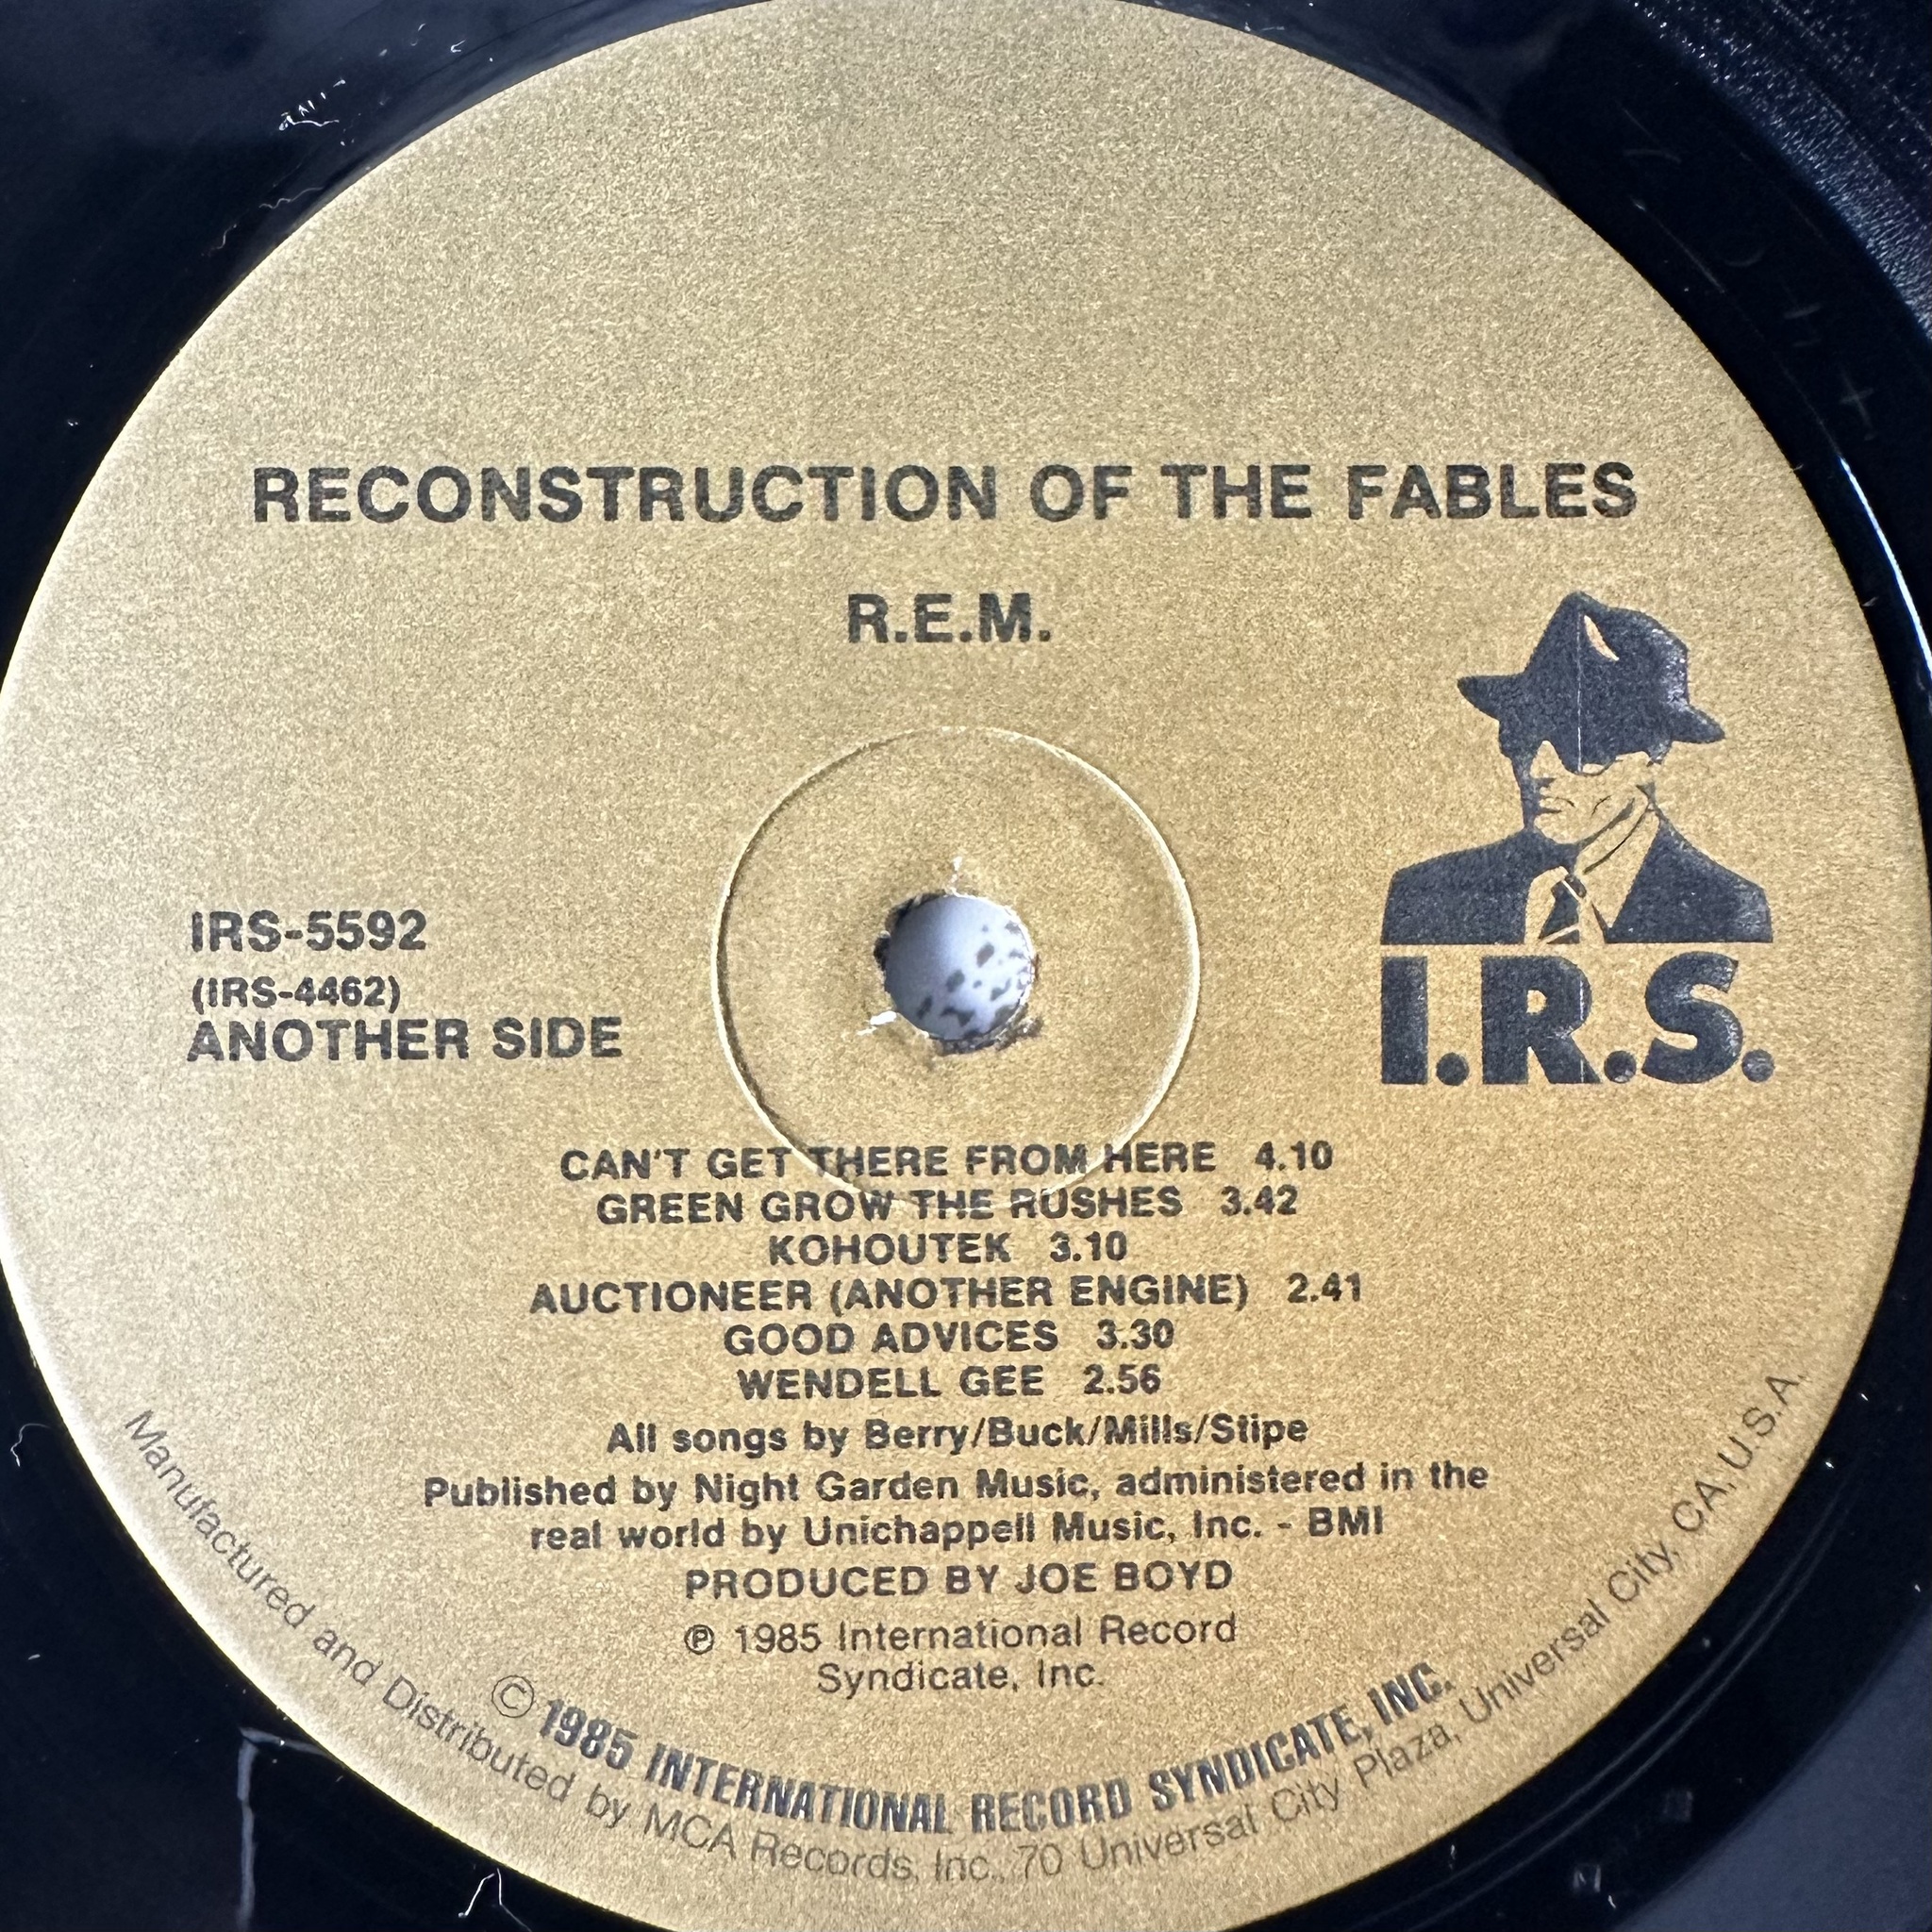 RECONSTRUCTION OF THE FABLES
R.E.M.
IRS-5592
(IRS-4462)
ANOTHER SIDE
I.R.S.
CAN'T GET THERE FROM HERE 4.10
GREEN GROW THE RUSHES 3.42
KOHOUTEK 3.10
AUCTIONEER (ANOTHER ENGINE) 2.41
GOOD ADVICES 3.30
WENDELL GEE 2.56
All songs by Berry/Buck/Mills/Stipe
Published by Night Garden Music, administered in the
real world by Unichappell Music, Inc. - BMI
PRODUCED BY JOE BOYD
℗ 1985 International Record
Syndicate, Inc.
© 1985 INTERNATIONAL RECORD SYNDICATE, INC.
Manufactured and Distributed by MCA Records, Inc., 70 Universal City Plaza, Universal City, CA. U.S.A.